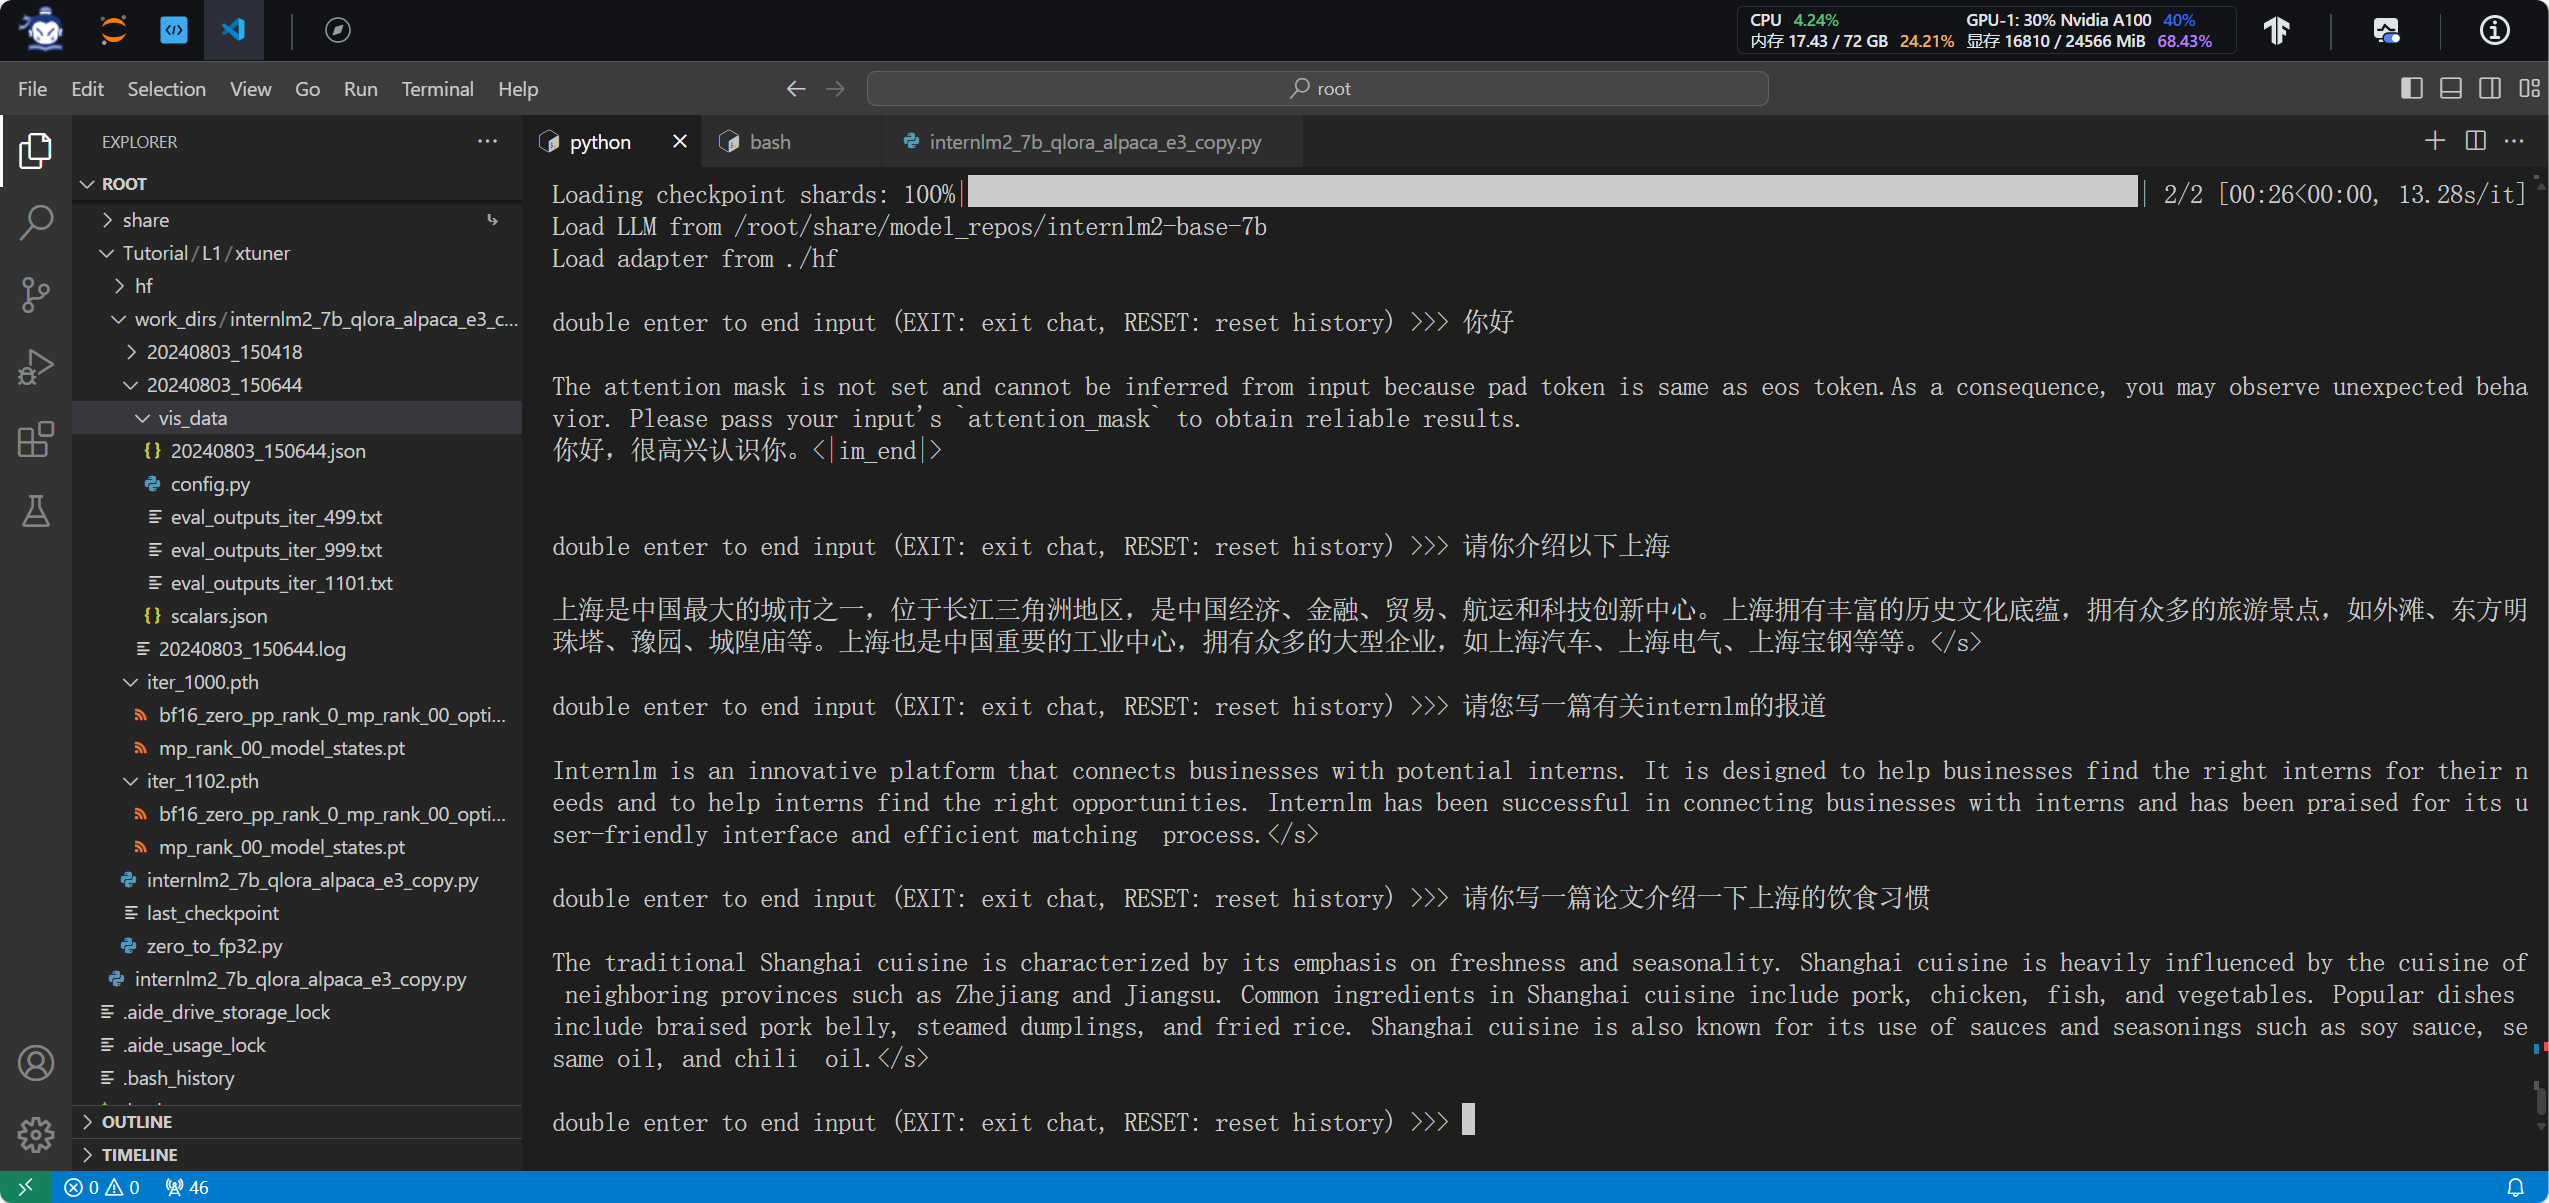 CPU 4.24% GPU-1: 30% Nvidia A100 40%
内存 17.43 / 72 GB 24.21% 显存 16810 / 24566 MiB 68.43%
File Edit Selection View Go Run Terminal Help
root
EXPLORER
python
bash
internlm2_7b_qlora_alpaca_e3_copy.py
ROOT
share
Tutorial / L1 / xtuner
hf
work_dirs / internlm2_7b_qlora_alpaca_e3_c...
20240803_150418
20240803_150644
vis_data
20240803_150644.json
config.py
eval_outputs_iter_499.txt
eval_outputs_iter_999.txt
eval_outputs_iter_1101.txt
scalars.json
20240803_150644.log
iter_1000.pth
bf16_zero_pp_rank_0_mp_rank_00_opti...
mp_rank_00_model_states.pt
iter_1102.pth
bf16_zero_pp_rank_0_mp_rank_00_opti...
mp_rank_00_model_states.pt
internlm2_7b_qlora_alpaca_e3_copy.py
last_checkpoint
zero_to_fp32.py
internlm2_7b_qlora_alpaca_e3_copy.py
.aide_drive_storage_lock
.aide_usage_lock
.bash_history
OUTLINE
TIMELINE
Loading checkpoint shards: 100%| | 2/2 [00:26<00:00, 13.28s/it]
Load LLM from /root/share/model_repos/internlm2-base-7b
Load adapter from ./hf
double enter to end input (EXIT: exit chat, RESET: reset history) >>> 你好
The attention mask is not set and cannot be inferred from input because pad token is same as eos token.As a consequence, you may observe unexpected beha
vior. Please pass your input's `attention_mask` to obtain reliable results.
你好，很高兴认识你。<|im_end|>
double enter to end input (EXIT: exit chat, RESET: reset history) >>> 请你介绍以下上海
上海是中国最大的城市之一，位于长江三角洲地区，是中国经济、金融、贸易、航运和科技创新中心。上海拥有丰富的历史文化底蕴，拥有众多的旅游景点，如外滩、东方明
珠塔、豫园、城隍庙等。上海也是中国重要的工业中心，拥有众多的大型企业，如上海汽车、上海电气、上海宝钢等等。</s>
double enter to end input (EXIT: exit chat, RESET: reset history) >>> 请您写一篇有关internlm的报道
Internlm is an innovative platform that connects businesses with potential interns. It is designed to help businesses find the right interns for their n
eeds and to help interns find the right opportunities. Internlm has been successful in connecting businesses with interns and has been praised for its u
ser-friendly interface and efficient matching  process.</s>
double enter to end input (EXIT: exit chat, RESET: reset history) >>> 请你写一篇论文介绍一下上海的饮食习惯
The traditional Shanghai cuisine is characterized by its emphasis on freshness and seasonality. Shanghai cuisine is heavily influenced by the cuisine of
neighboring provinces such as Zhejiang and Jiangsu. Common ingredients in Shanghai cuisine include pork, chicken, fish, and vegetables. Popular dishes
include braised pork belly, steamed dumplings, and fried rice. Shanghai cuisine is also known for its use of sauces and seasonings such as soy sauce, se
same oil, and chili  oil.</s>
double enter to end input (EXIT: exit chat, RESET: reset history) >>>
0 0 46